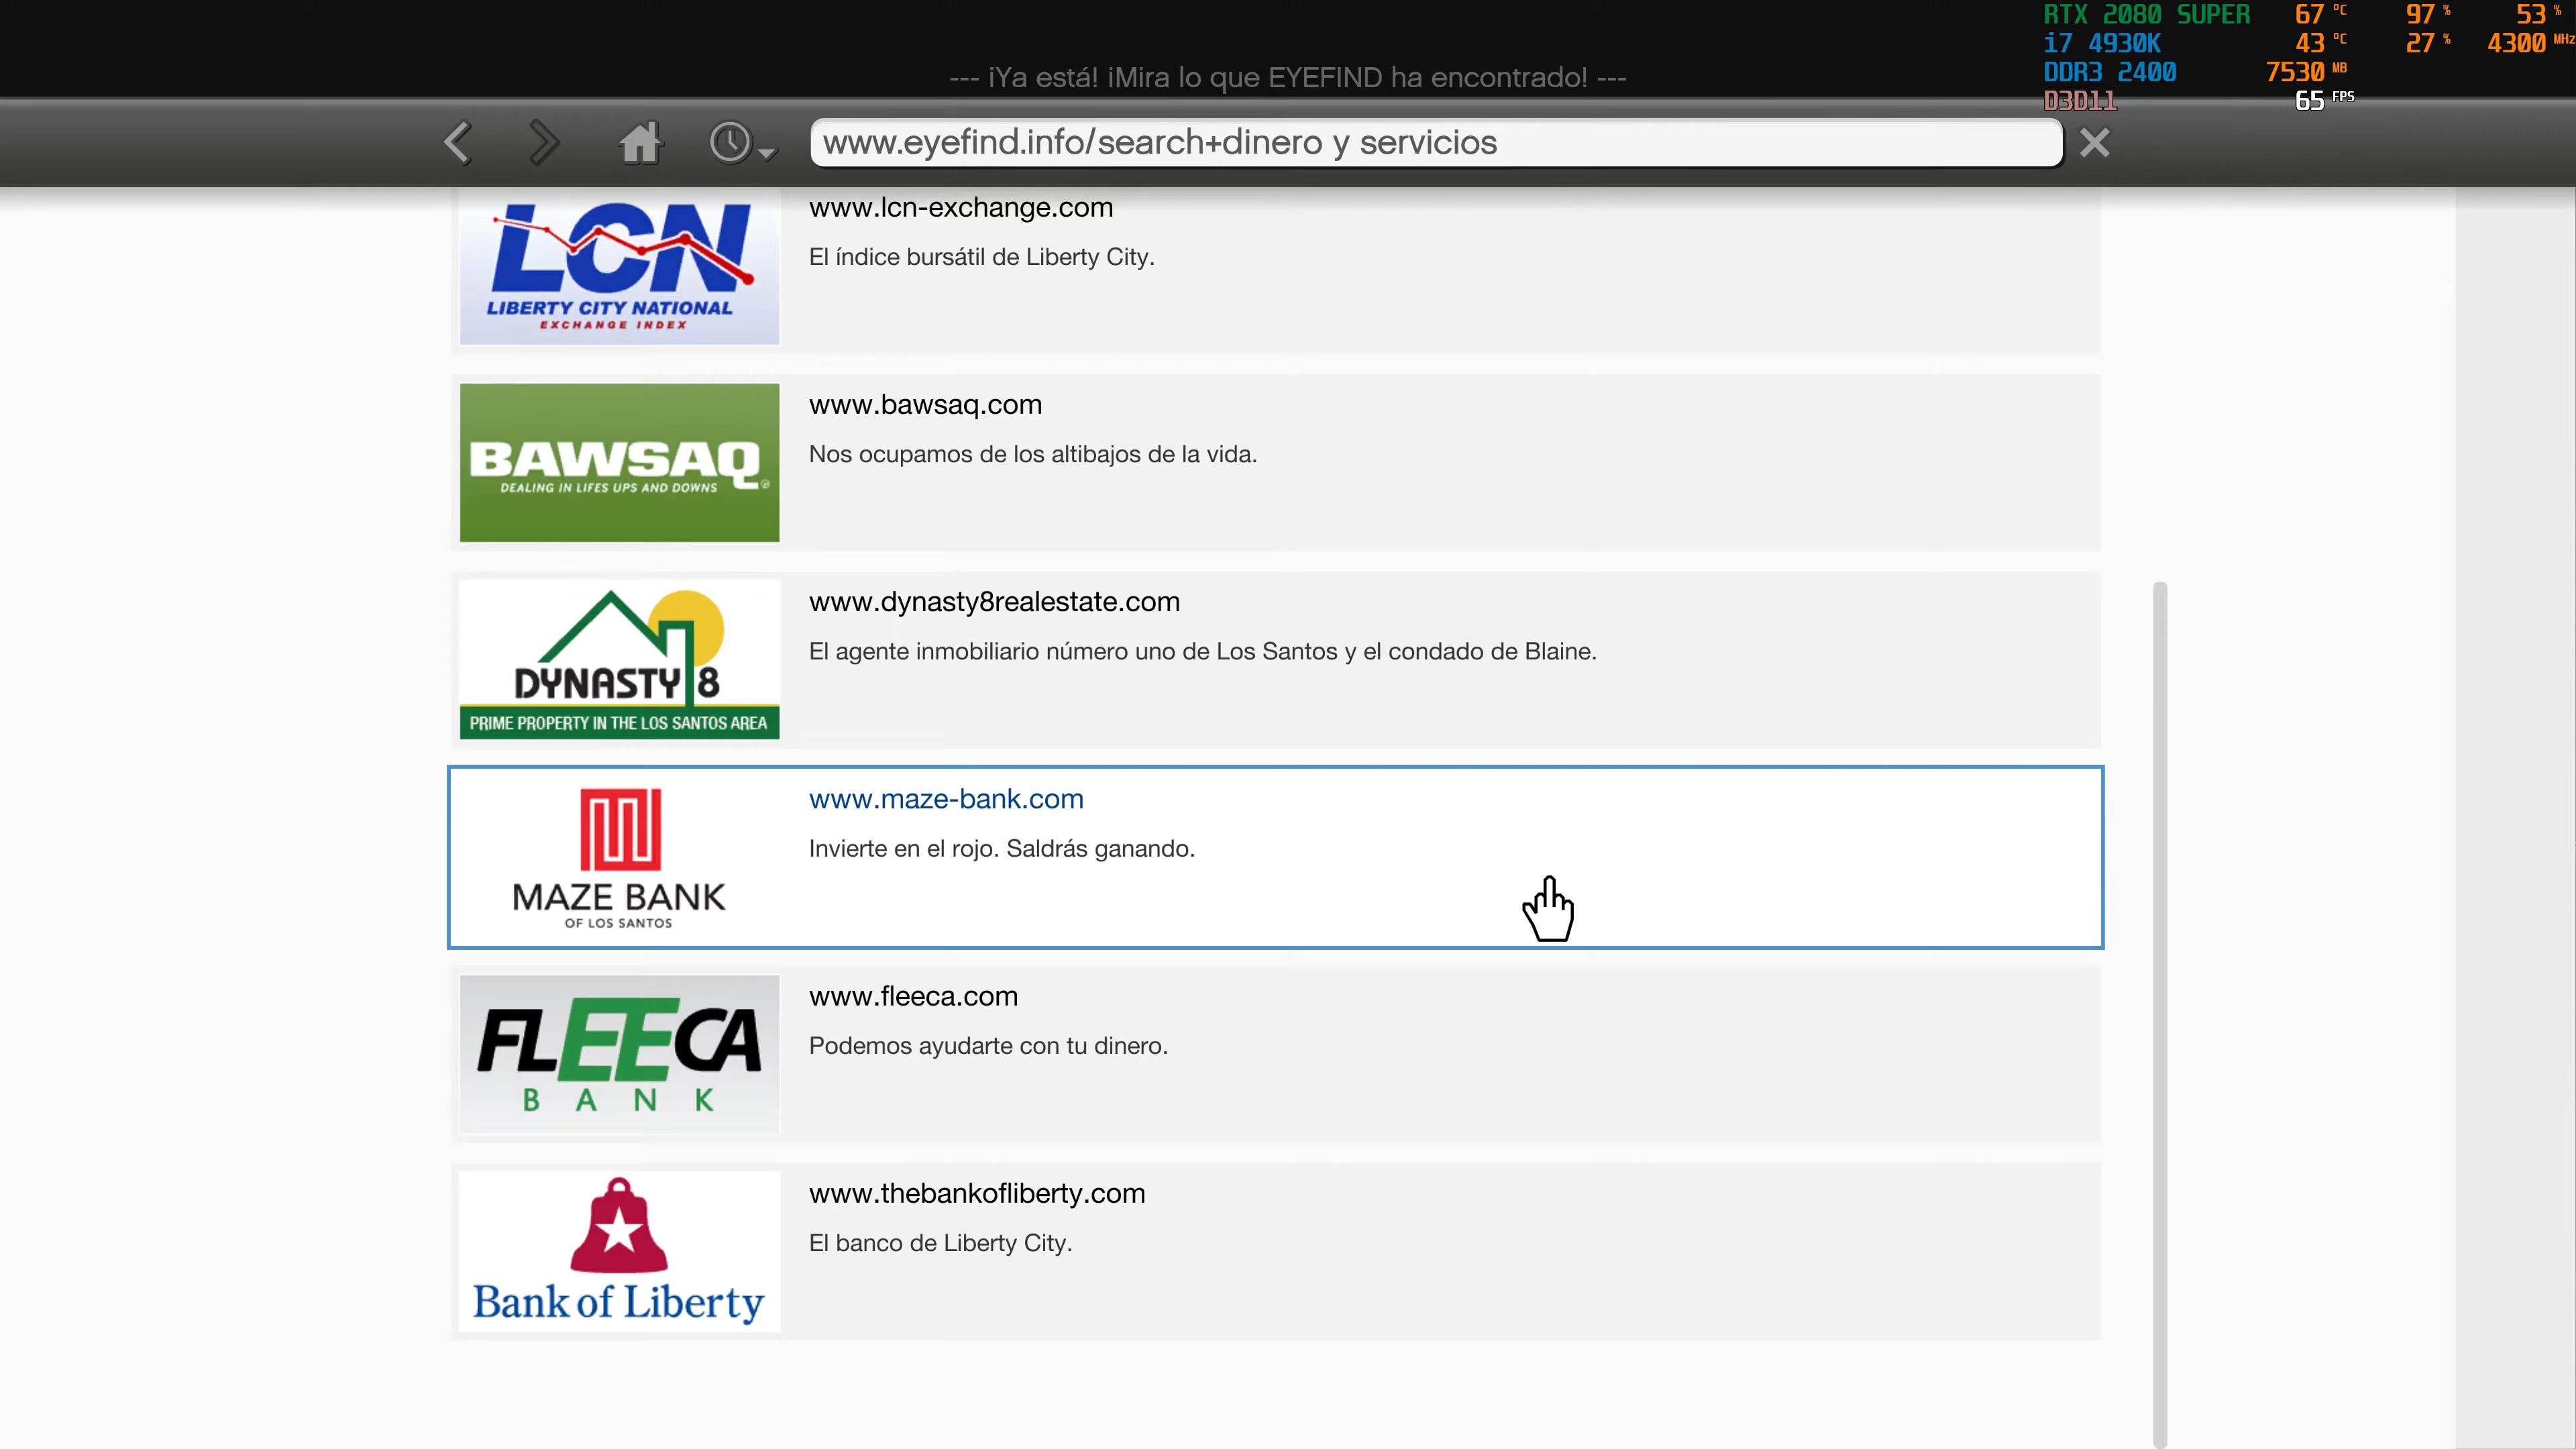 RTX 2080 SUPER 67 °C 97 % 53 %
i7 4930K 43 °C 27 % 4300 MHz
DDR3 2400 7530 MB
D3D11 65 FPS
--- ¡Ya está! ¡Mira lo que EYEFIND ha encontrado! ---
www.eyefind.info/search+dinero y servicios
LCN
LIBERTY CITY NATIONAL
EXCHANGE INDEX
www.lcn-exchange.com
El índice bursátil de Liberty City.
BAWSAQ
DEALING IN LIFES UPS AND DOWNS
www.bawsaq.com
Nos ocupamos de los altibajos de la vida.
DYNASTY 8
PRIME PROPERTY IN THE LOS SANTOS AREA
www.dynasty8realestate.com
El agente inmobiliario número uno de Los Santos y el condado de Blaine.
MAZE BANK
OF LOS SANTOS
www.maze-bank.com
Invierte en el rojo. Saldrás ganando.
FLEECA
BANK
www.fleeca.com
Podemos ayudarte con tu dinero.
Bank of Liberty
www.thebankofliberty.com
El banco de Liberty City.